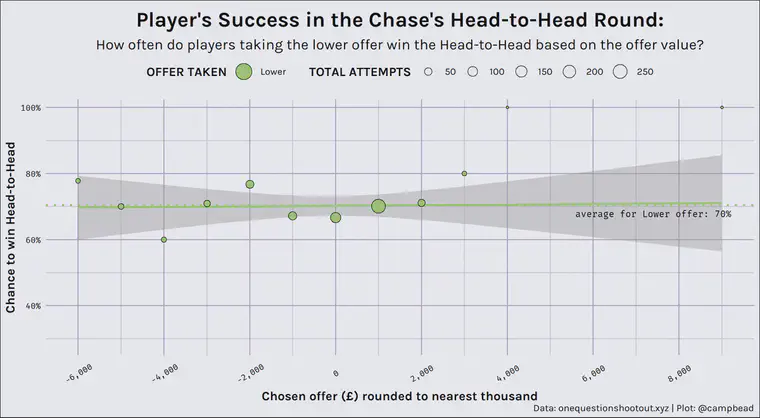 Player's Success in the Chase's Head-to-Head Round:
How often do players taking the lower offer win the Head-to-Head based on the offer value?
OFFER TAKEN Lower TOTAL ATTEMPTS 50 100 150 200 250
100%
80%
60%
40%
Chance to win Head-to-Head
average for Lower offer: 70%
-6,000 -4,000 -2,000 0 2,000 4,000 6,000 8,000
Chosen offer (£) rounded to nearest thousand
Data: onequestionshootout.xyz | Plot: @campbead